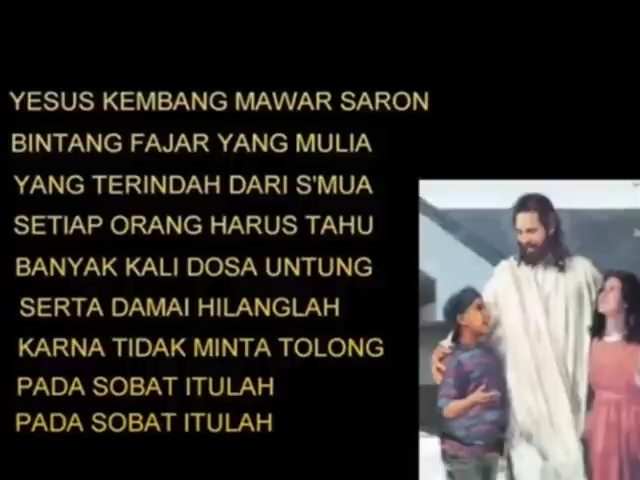 YESUS KEMBANG MAWAR SARON
BINTANG FAJAR YANG MULIA
YANG TERINDAH DARI S'MUA
SETIAP ORANG HARUS TAHU
BANYAK KALI DOSA UNTUNG
SERTA DAMAI HILANGLAH
KARNA TIDAK MINTA TOLONG
PADA SOBAT ITULAH
PADA SOBAT ITULAH